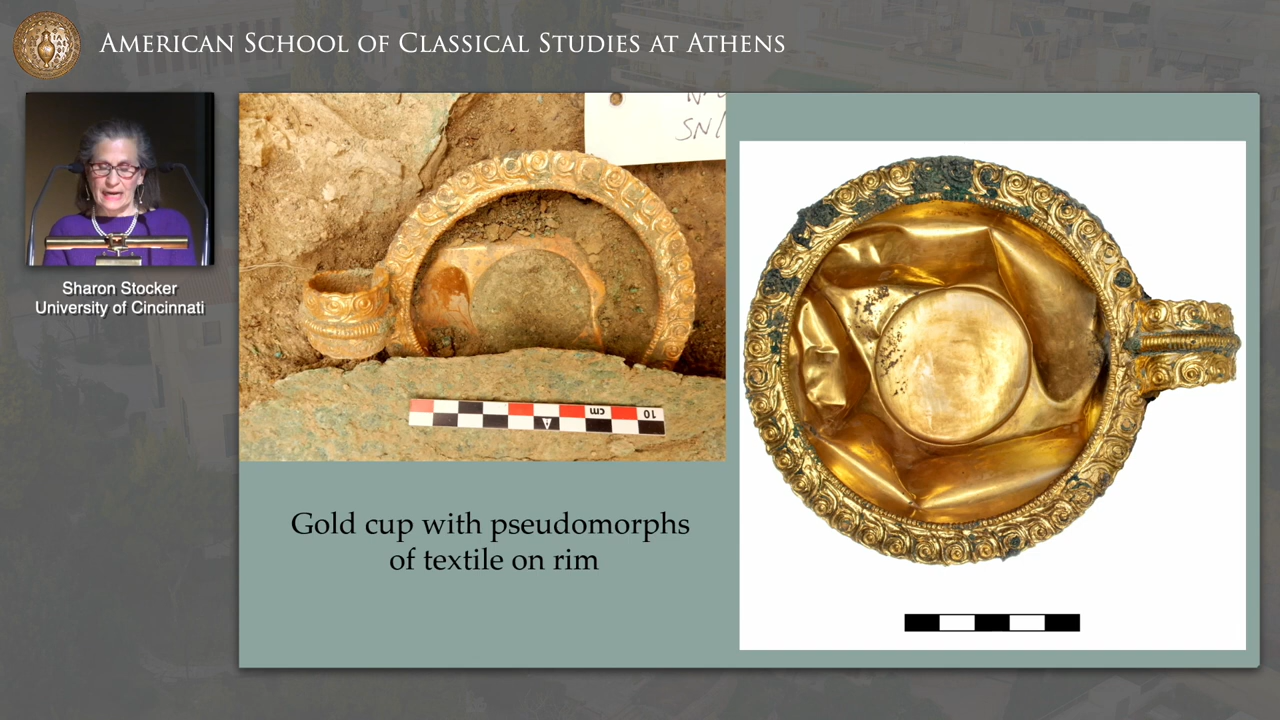 AMERICAN SCHOOL OF CLASSICAL STUDIES AT ATHENS
Sharon Stocker
University of Cincinnati
cm
10
Gold cup with pseudomorphs
of textile on rim